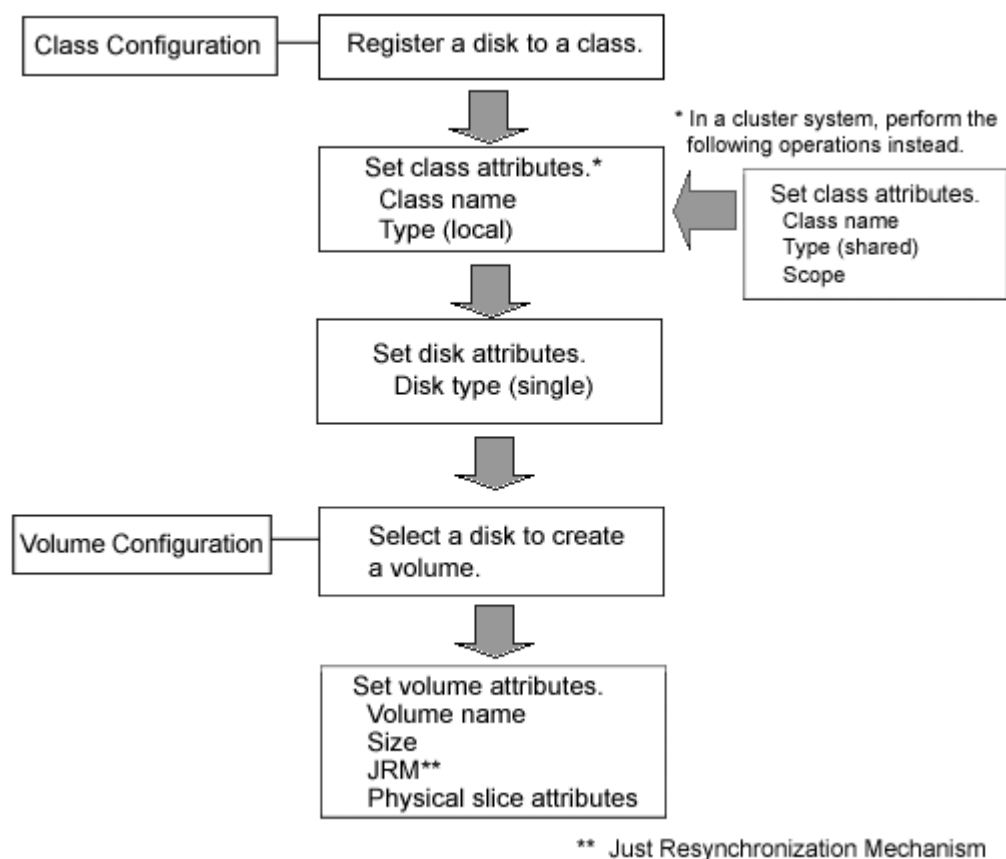 Class Configuration
Register a disk to a class.
* In a cluster system, perform the
following operations instead.
Set class attributes.*
Class name
Type (local)
Set class attributes.
Class name
Type (shared)
Scope
Set disk attributes.
Disk type (single)
Volume Configuration
Select a disk to create
a volume.
Set volume attributes.
Volume name
Size
JRM**
Physical slice attributes
** Just Resynchronization Mechanism